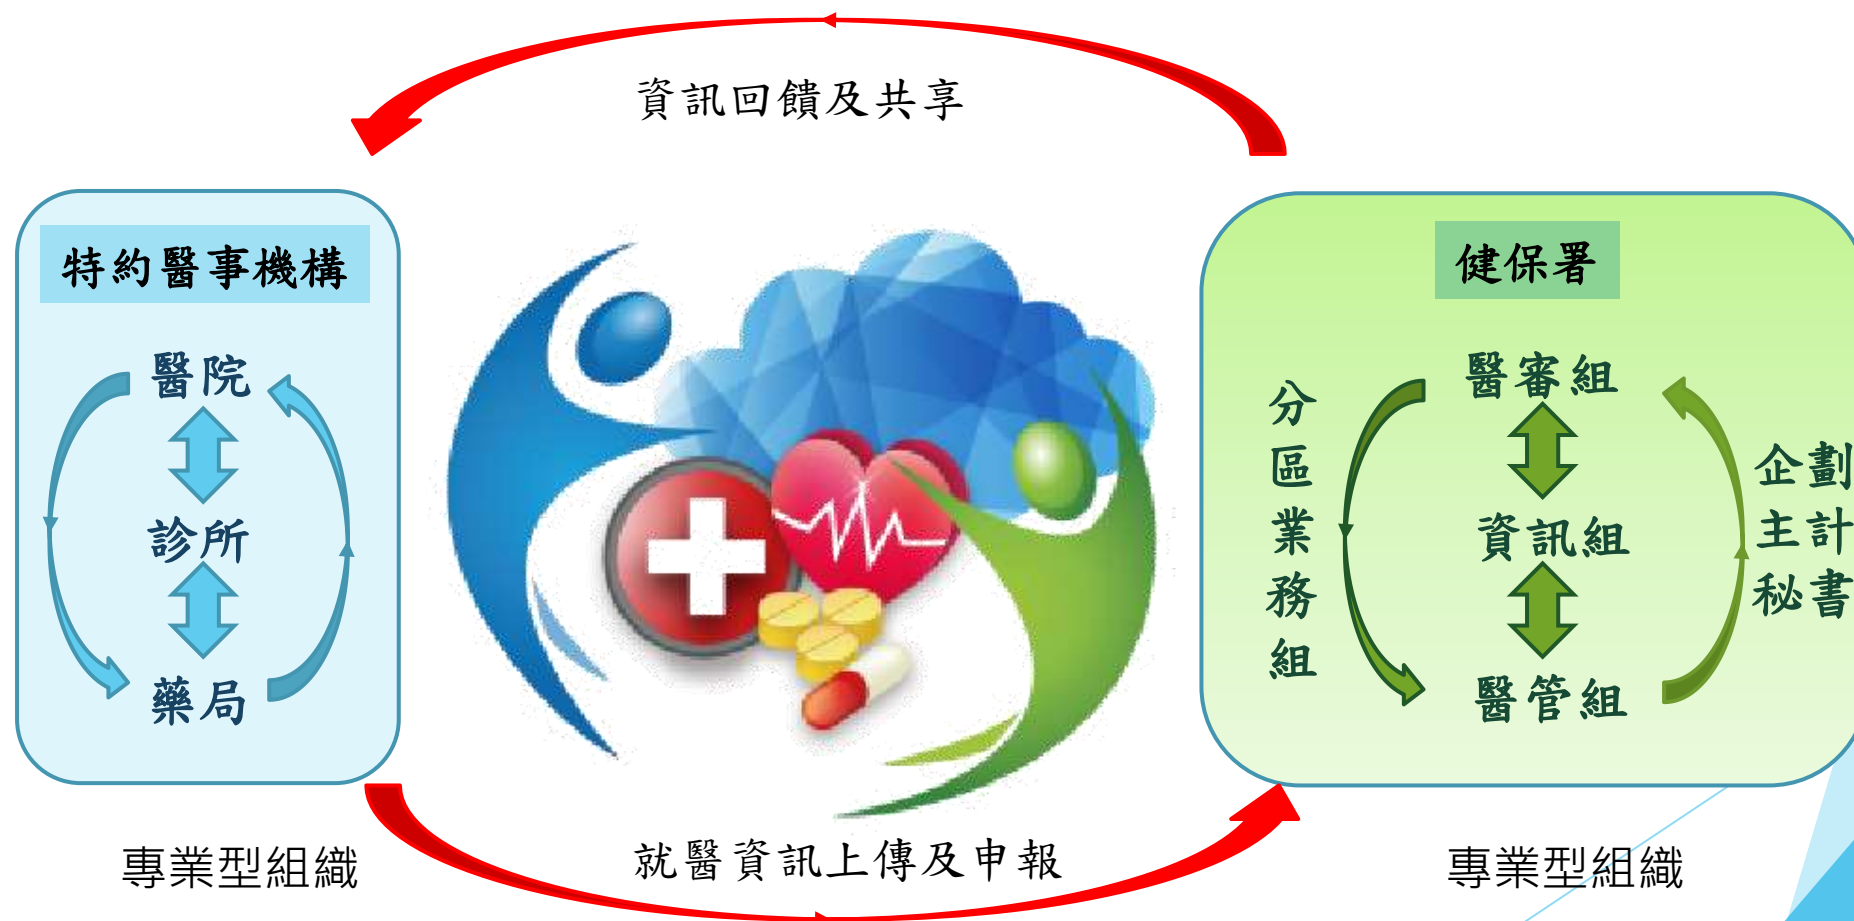 資訊回饋及共享
特約醫事機構
醫院
診所
藥局
專業型組織
就醫資訊上傳及申報
健保署
分區業務組
醫審組
資訊組
醫管組
企劃
主計
秘書
專業型組織